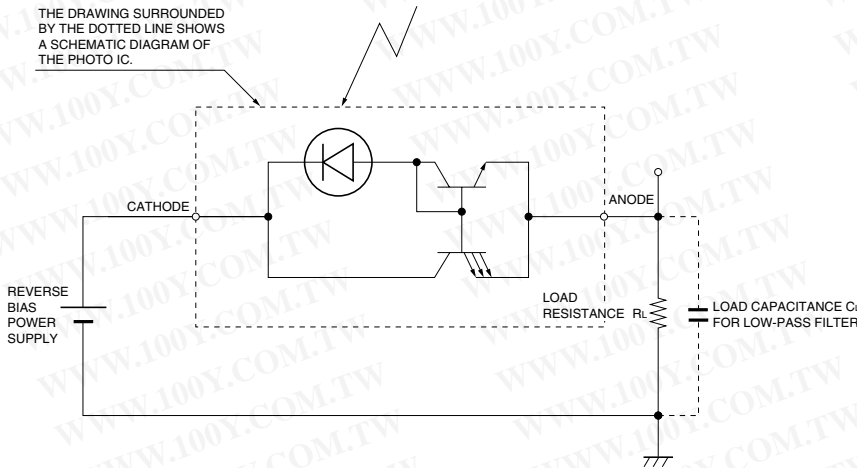 THE DRAWING SURROUNDED
BY THE DOTTED LINE SHOWS
A SCHEMATIC DIAGRAM OF
THE PHOTO IC.
CATHODE
ANODE
REVERSE
BIAS
POWER
SUPPLY
LOAD
RESISTANCE RL
LOAD CAPACITANCE CL
FOR LOW-PASS FILTER
WWW.100Y.COM.TW